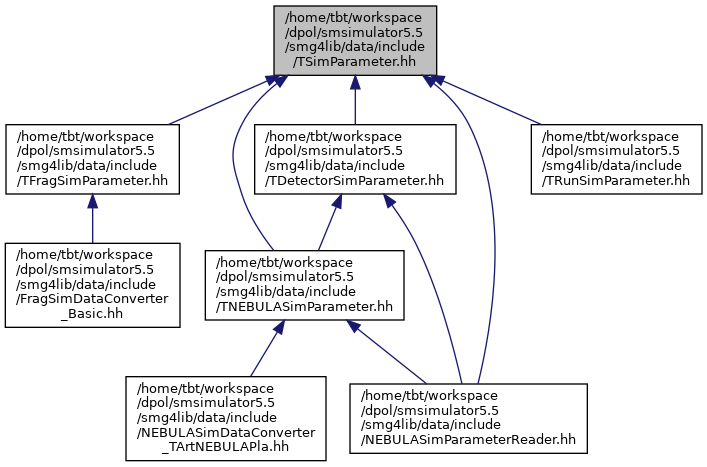 /home/tbt/workspace
/dpol/smsimulator5.5
/smg4lib/data/include
/TSimParameter.hh
/home/tbt/workspace
/dpol/smsimulator5.5
/smg4lib/data/include
/TFragSimParameter.hh
/home/tbt/workspace
/dpol/smsimulator5.5
/smg4lib/data/include
/TDetectorSimParameter.hh
/home/tbt/workspace
/dpol/smsimulator5.5
/smg4lib/data/include
/TRunSimParameter.hh
/home/tbt/workspace
/dpol/smsimulator5.5
/smg4lib/data/include
/FragSimDataConverter
_Basic.hh
/home/tbt/workspace
/dpol/smsimulator5.5
/smg4lib/data/include
/TNEBULASimParameter.hh
/home/tbt/workspace
/dpol/smsimulator5.5
/smg4lib/data/include
/NEBULASimDataConverter
_TArtNEBULAPla.hh
/home/tbt/workspace
/dpol/smsimulator5.5
/smg4lib/data/include
/NEBULASimParameterReader.hh